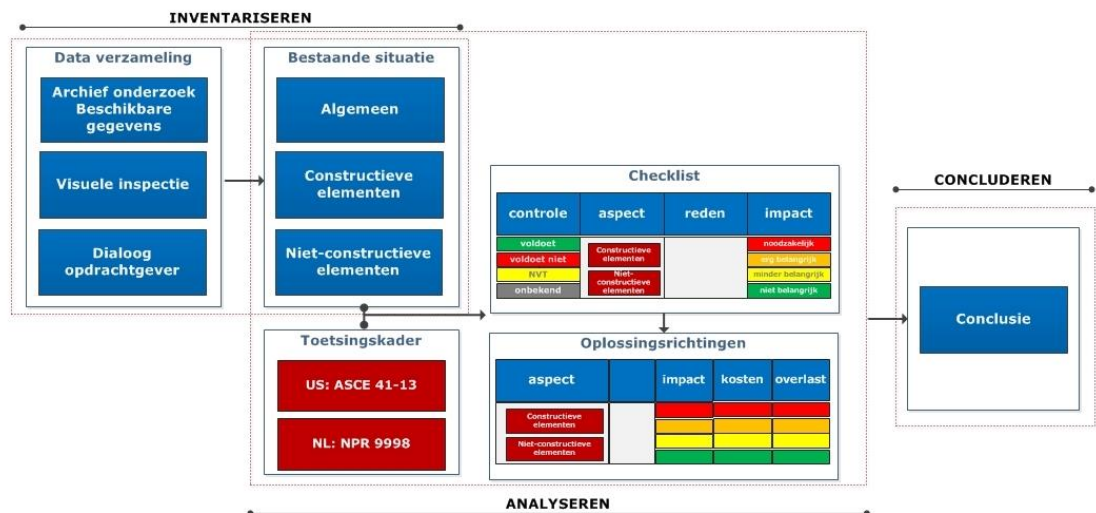 INVENTARISEREN
Data verzameling
Archief onderzoek
Beschikbare
gegevens
Visuele inspectie
Dialoog
opdrachtgever
Bestaande situatie
Algemeen
Constructieve
elementen
Niet-constructieve
elementen
Toetsingskader
US: ASCE 41-13
NL: NPR 9998
Checklist
controle aspect reden impact
voldoet
voldoet niet
NVT
onbekend
Constructieve
elementen
Niet-
constructieve
elementen
noodzakelijk
erg belangrijk
minder belangrijk
niet belangrijk
Oplossingsrichtingen
aspect impact kosten overlast
Constructieve
elementen
Niet-constructieve
elementen
ANALYSEREN
CONCLUDEREN
Conclusie